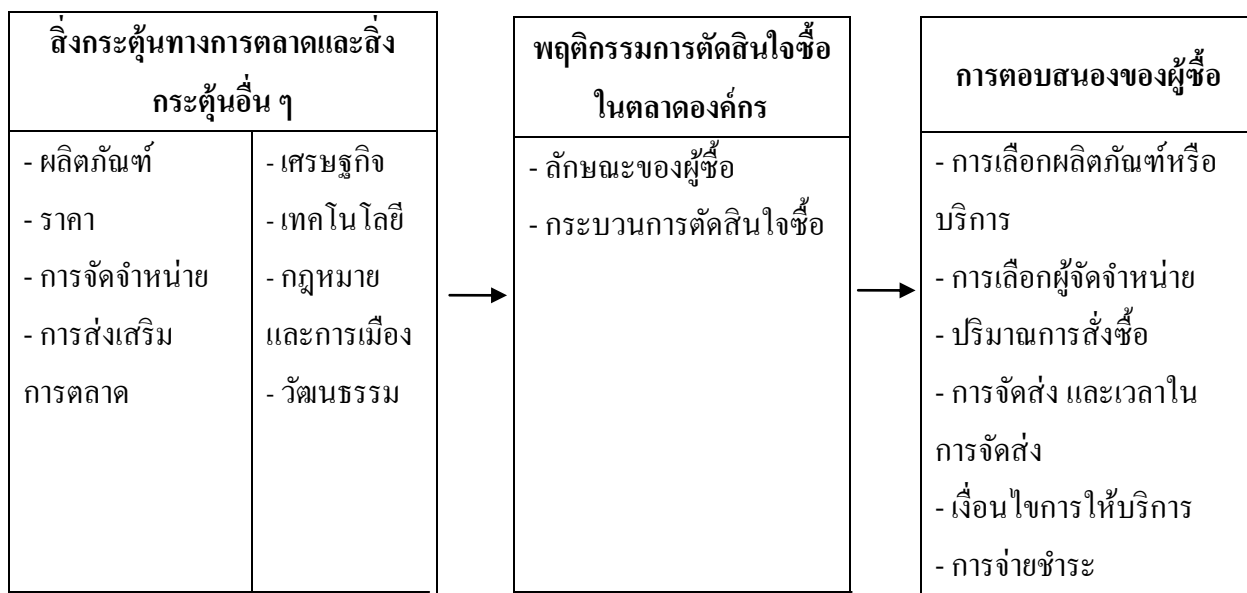 สิ่งกระตุ้นทางการตลาดและสิ่ง
กระตุ้นอื่น ๆ
- ผลิตภัณฑ์
- ราคา
- การจัดจำหน่าย
- การส่งเสริม
การตลาด
- เศรษฐกิจ
- เทคโนโลยี
- กฎหมาย
และการเมือง
- วัฒนธรรม
พฤติกรรมการตัดสินใจซื้อ
ในตลาดองค์กร
- ลักษณะของผู้ซื้อ
- กระบวนการตัดสินใจซื้อ
การตอบสนองของผู้ซื้อ
- การเลือกผลิตภัณฑ์หรือ
บริการ
- การเลือกผู้จัดจำหน่าย
- ปริมาณการสั่งซื้อ
- การจัดส่ง และเวลาใน
การจัดส่ง
- เงื่อนไขการให้บริการ
- การจ่ายชำระ